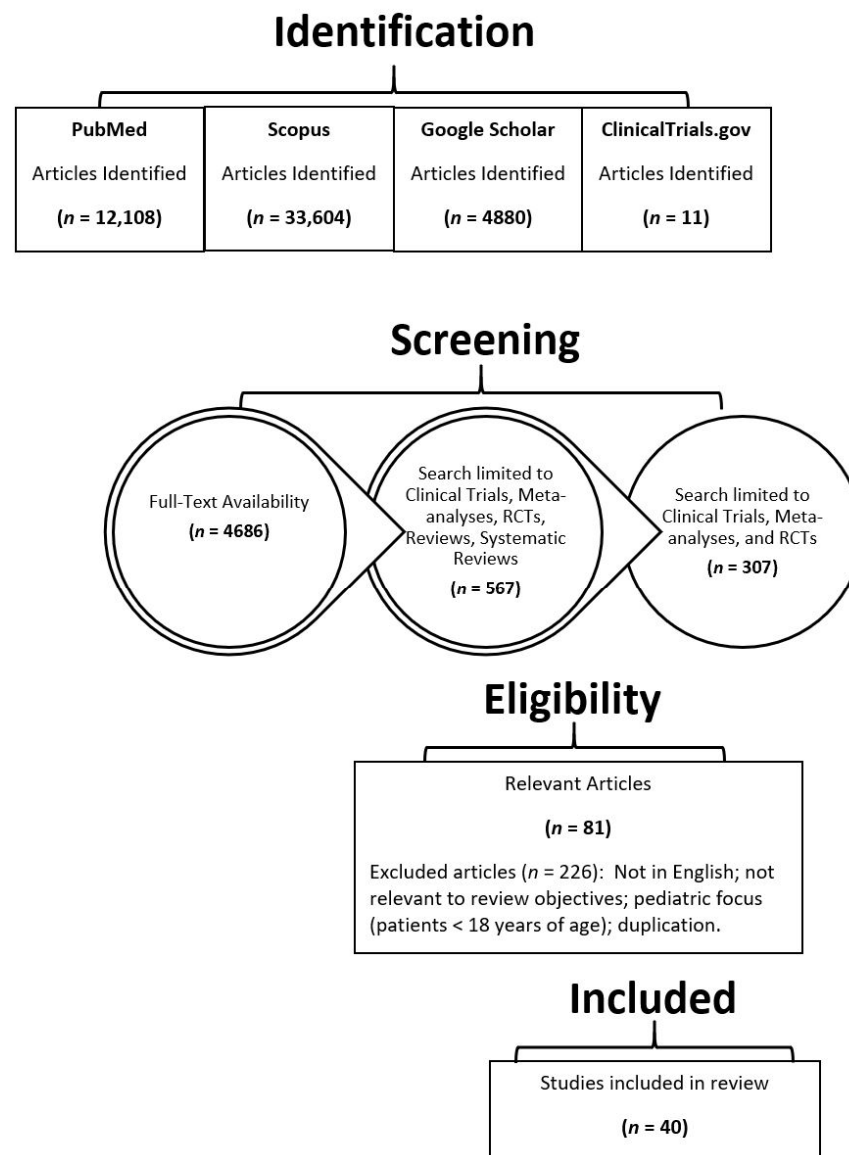 Identification
PubMed
Articles Identified
(n = 12,108)
Scopus
Articles Identified
(n = 33,604)
Google Scholar
Articles Identified
(n = 4880)
ClinicalTrials.gov
Articles Identified
(n = 11)
Screening
Full-Text Availability
(n = 4686)
Search limited to
Clinical Trials, Meta-
analyses, RCTs,
Reviews, Systematic
Reviews
(n = 567)
Search limited to
Clinical Trials, Meta-
analyses, and RCTs
(n = 307)
Eligibility
Relevant Articles
(n = 81)
Excluded articles (n = 226): Not in English; not
relevant to review objectives; pediatric focus
(patients < 18 years of age); duplication.
Included
Studies included in review
(n = 40)